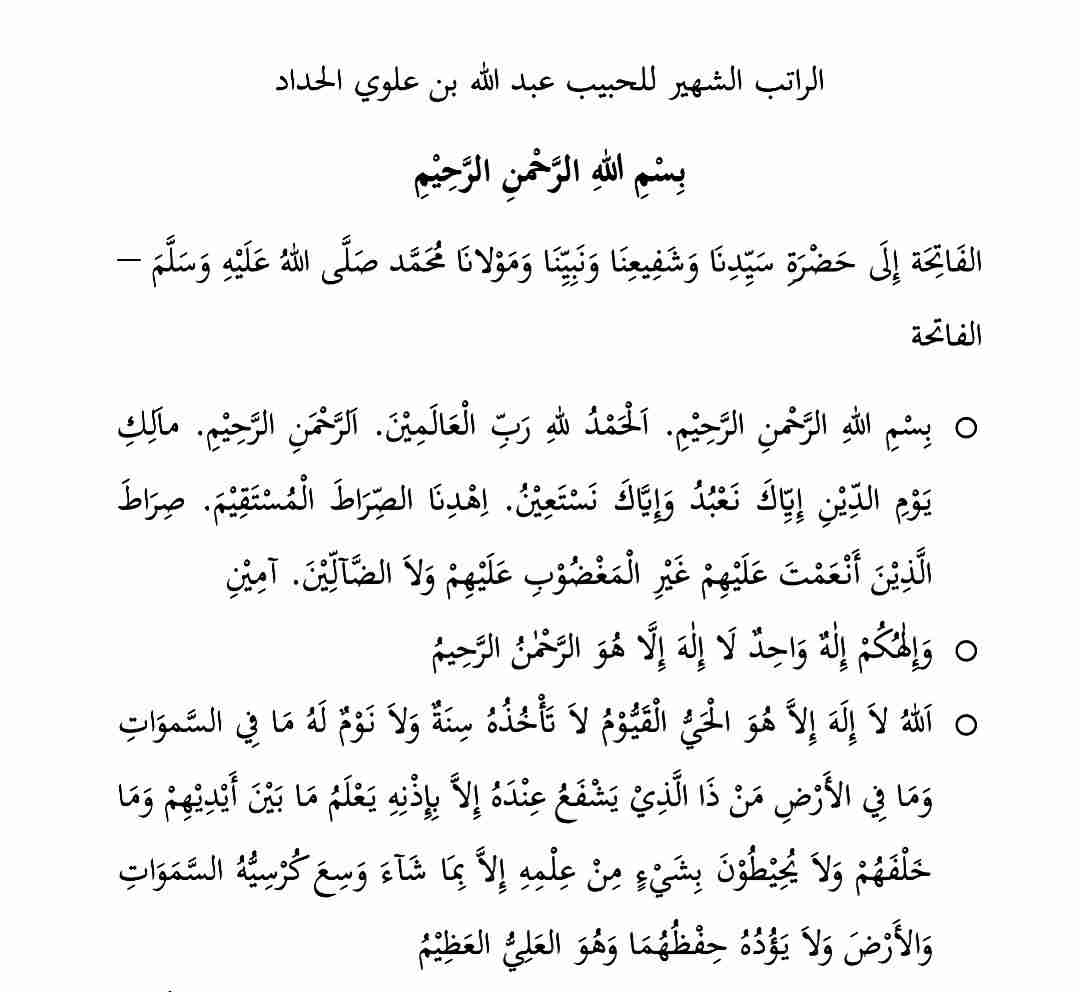 الراتب الشهير للحبيب عبد الله بن علوي الحداد
بِسْمِ اللهِ الرَّحْمنِ الرَّحِيْمِ
الفَاتِحَة إِلَى حَضْرَةِ سَيِّدِنَا وَشَفِيعِنَا وَنَبِيِّنَا وَمَوْلانَا مُحَمَّد صَلَّى اللهُ عَلَيْهِ وَسَلَّمَ –
الفاتحة
○ بِسْمِ اللهِ الرَّحْمنِ الرَّحِيْمِ. اَلْحَمْدُ للهِ رَبِّ الْعَالَمِيْنَ. اَلرَّحْمَنِ الرَّحِيْمِ. ماَلِكِ
يَوْمِ الدِّيْنِ إِيِّاكَ نَعْبُدُ وَإِيَّاكَ نَسْتَعِيْنُ. اِهْدِنَا الصِّرَاطَ الْمُسْتَقِيْمَ. صِرَاطَ
الَّذِيْنَ أَنْعَمْتَ عَلَيْهِمْ غَيْرِ الْمَغْضُوْبِ عَلَيْهِمْ وَلاَ الضَّآلِّيْنَ. آمِيْنِ
○ وَإِلٰهُكُمْ إِلٰهٌ وَاحِدٌ لَا إِلٰهَ إِلَّا هُوَ الرَّحْمٰنُ الرَّحِيمُ
○ اَللهُ لاَ إِلَهَ إِلاَّ هُوَ الْحَيُّ الْقَيُّوْمُ لاَ تَأْخُذُهُ سِنَةٌ وَلاَ نَوْمٌ لَهُ مَا فِي السَّموَاتِ
وَمَا فِي الأَرْضِ مَنْ ذَا الَّذِيْ يَشْفَعُ عِنْدَهُ إِلاَّ بِإِذْنِهِ يَعْلَمُ مَا بَيْنَ أَيْدِيْهِمْ وَمَا
خَلْفَهُمْ وَلاَ يُحِيْطُوْنَ بِشَيْءٍ مِنْ عِلْمِهِ إِلاَّ بِمَا شَآءَ وَسِعَ كُرْسِيُّهُ السَّمَوَاتِ
وَالأَرْضَ وَلاَ يَؤُدُهُ حِفْظُهُمَا وَهُوَ العَلِيُّ العَظِيْمُ